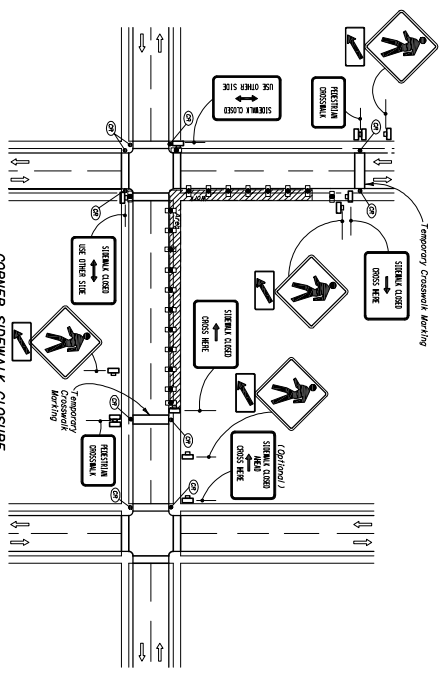 PEDESTRIAN
CROSSWALK
SIDEWALK CLOSED
USE OTHER SIDE
Temporary Crosswalk Marking
SIDEWALK CLOSED
CROSS HERE
SIDEWALK CLOSED
USE OTHER SIDE
SIDEWALK CLOSED
CROSS HERE
(Optional)
SIDEWALK CLOSED
AHEAD
CROSS HERE
Temporary
Crosswalk
Marking
PEDESTRIAN
CROSSWALK
CORNER SIDEWALK CLOSURE